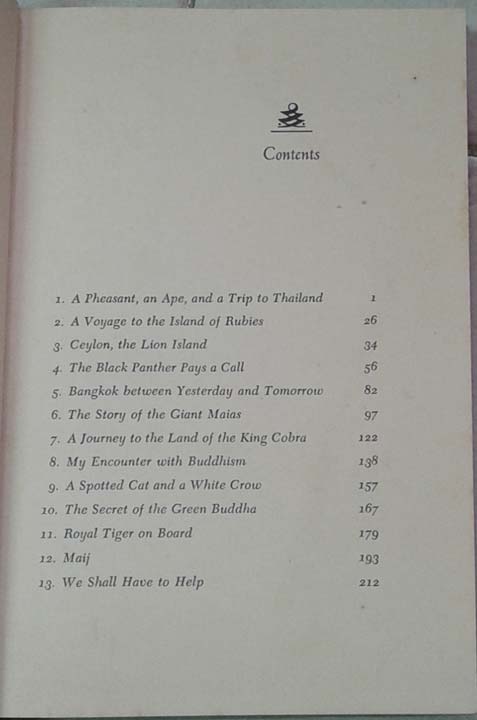 Contents
1. A Pheasant, an Ape, and a Trip to Thailand 1
2. A Voyage to the Island of Rubies 26
3. Ceylon, the Lion Island 34
4. The Black Panther Pays a Call 56
5. Bangkok between Yesterday and Tomorrow 82
6. The Story of the Giant Maias 97
7. A Journey to the Land of the King Cobra 122
8. My Encounter with Buddhism 138
9. A Spotted Cat and a White Crow 157
10. The Secret of the Green Buddha 167
11. Royal Tiger on Board 179
12. Maij 193
13. We Shall Have to Help 212